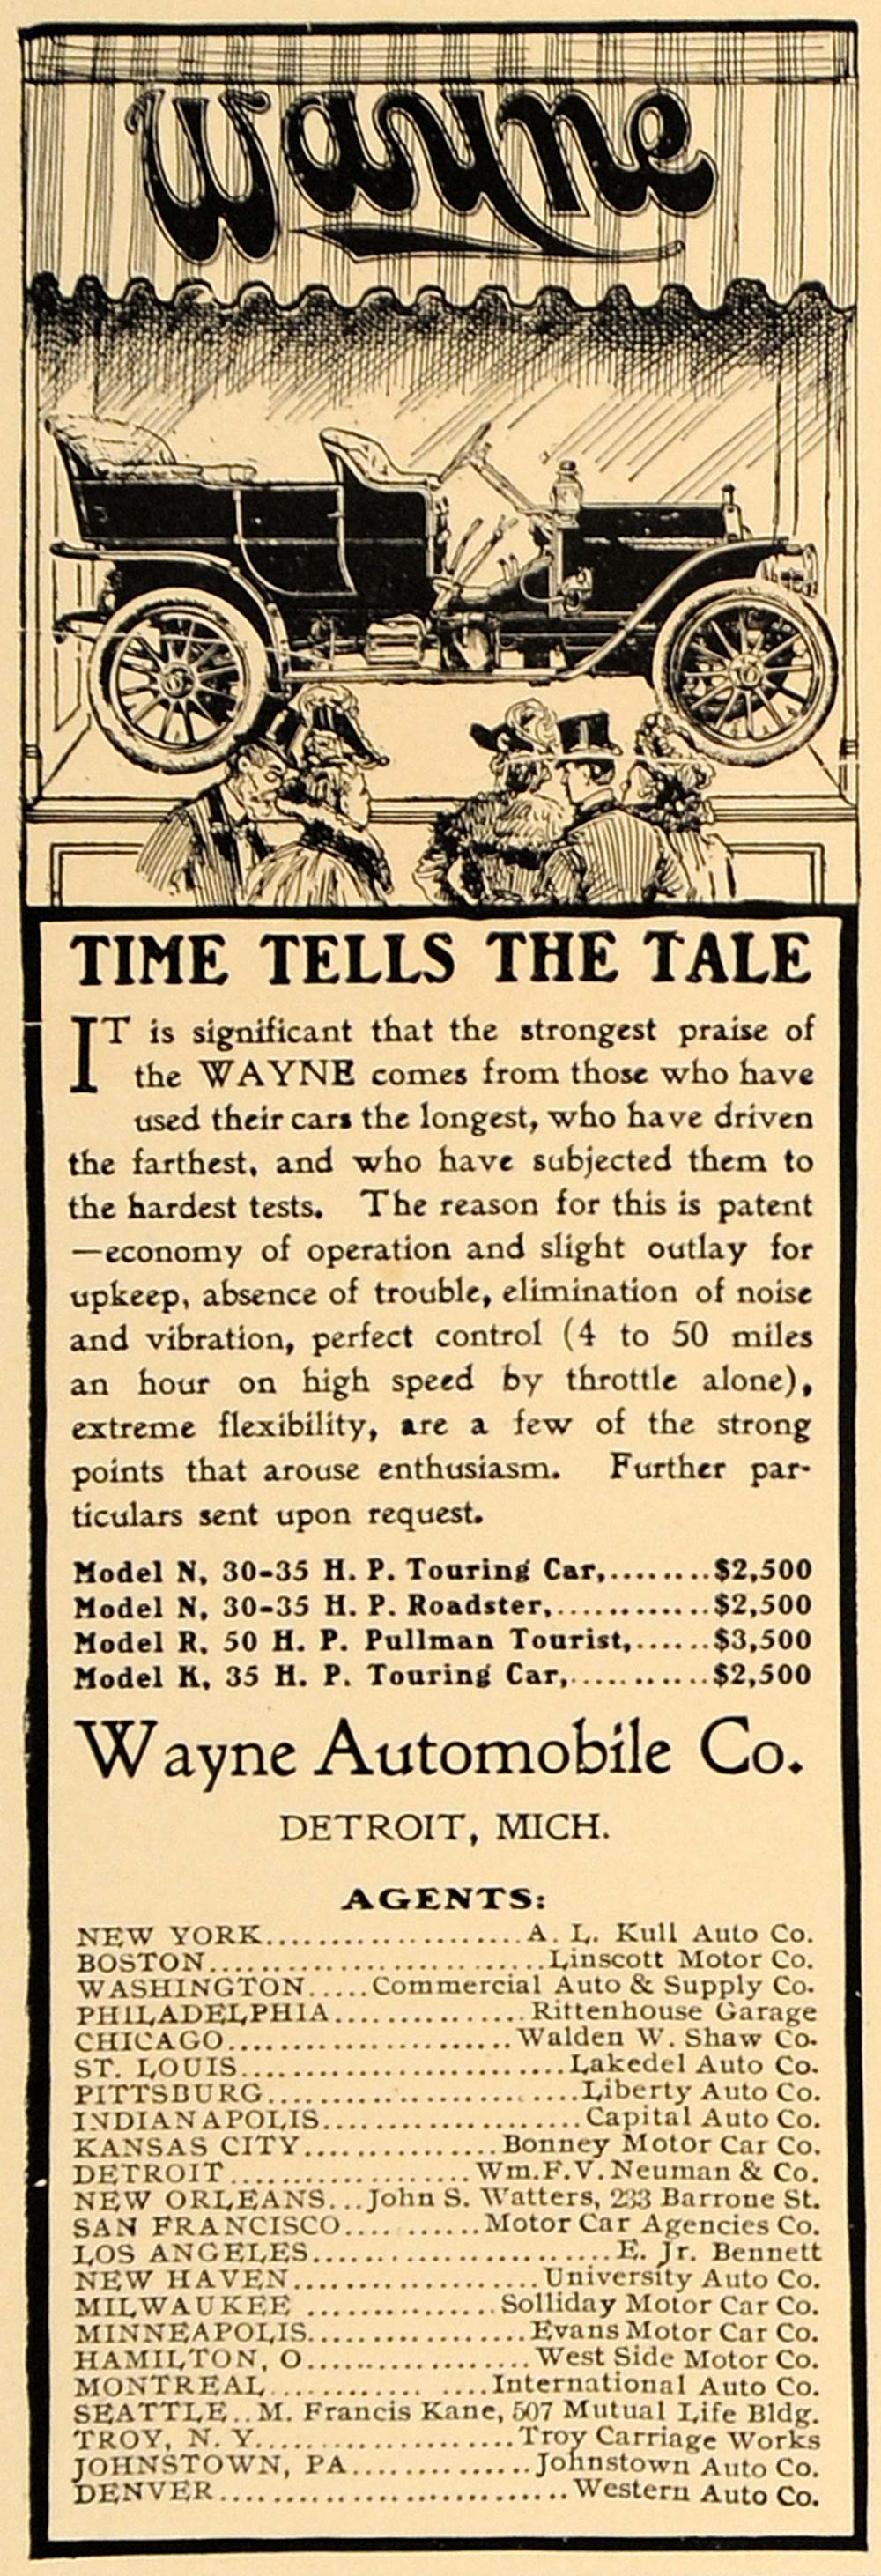 Wayne
TIME TELLS THE TALE
IT is significant that the strongest praise of
the WAYNE comes from those who have
used their cars the longest, who have driven
the farthest, and who have subjected them to
the hardest tests. The reason for this is patent
—economy of operation and slight outlay for
upkeep, absence of trouble, elimination of noise
and vibration, perfect control (4 to 50 miles
an hour on high speed by throttle alone),
extreme flexibility, are a few of the strong
points that arouse enthusiasm. Further par-
ticulars sent upon request.
Model N, 30-35 H. P. Touring Car,........$2,500
Model N, 30-35 H. P. Roadster,............$2,500
Model R, 50 H. P. Pullman Tourist,......$3,500
Model K, 35 H. P. Touring Car,...........$2,500
Wayne Automobile Co.
DETROIT, MICH.
AGENTS:
NEW YORK......................A. L. Kull Auto Co.
BOSTON............................Linscott Motor Co.
WASHINGTON.....Commercial Auto & Supply Co.
PHILADELPHIA................Rittenhouse Garage
CHICAGO........................Walden W. Shaw Co.
ST. LOUIS...........................Lakedel Auto Co.
PITTSBURG..........................Liberty Auto Co.
INDIANAPOLIS......................Capital Auto Co.
KANSAS CITY................Bonney Motor Car Co.
DETROIT....................Wm. F. V. Neuman & Co.
NEW ORLEANS...John S. Watters, 233 Barrone St.
SAN FRANCISCO...........Motor Car Agencies Co.
LOS ANGELES.........................E. Jr. Bennett
NEW HAVEN.....................University Auto Co.
MILWAUKEE ................Solliday Motor Car Co.
MINNEAPOLIS..................Evans Motor Car Co.
HAMILTON, O...................West Side Motor Co.
MONTREAL.................International Auto Co.
SEATTLE..M. Francis Kane, 507 Mutual Life Bldg.
TROY, N. Y......................Troy Carriage Works
JOHNSTOWN, PA...............Johnstown Auto Co.
DENVER.............................Western Auto Co.